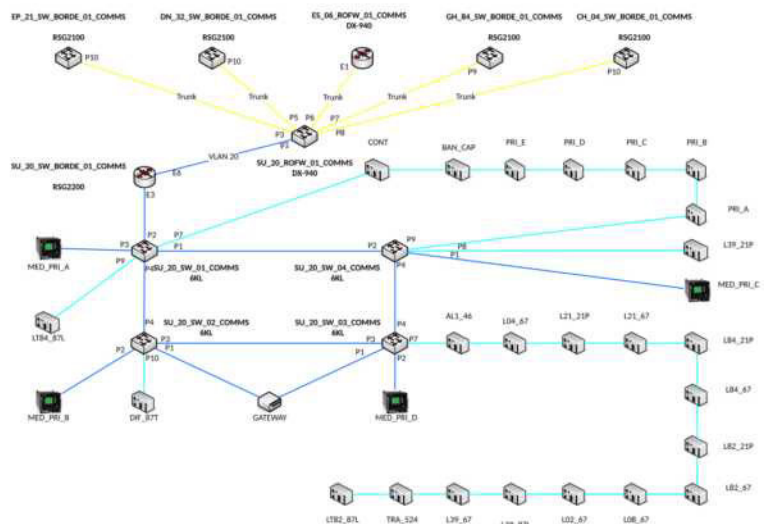 EP_21_SW_BORDE_01_COMMS
DN_32_SW_BORDE_01_COMMS
ES_06_ROFW_01_COMMS
DX-940
GH_84_SW_BORDE_01_COMMS
CH_04_SW_BORDE_01_COMMS
RSG2100
RSG2100
RSG2100
RSG2100
P10
P10
E1
P9
P10
Trunk
Trunk
Trunk
Trunk
Trunk
P5
P6
P7
P3
P8
P1
VLAN 20
SU_20_SW_BORDE_01_COMMS
RSG2200
E6
E3
SU_20_ROFW_01_COMMS
DX-940
CONT
BAN_CAP
PRI_E
PRI_D
PRI_C
PRI_B
PRI_A
P2
P7
P3
P1
P9
MED_PRI_A
SU_20_SW_01_COMMS
6KL
P9
P2
P8
P1
P4
SU_20_SW_04_COMMS
6KL
L39_21P
MED_PRI_C
LT84_87L
P4
SU_20_SW_02_COMMS
6KL
P3
P2
P1
P10
SU_20_SW_03_COMMS
6KL
P4
P3
P7
P1
P2
AL1_46
L04_67
L21_21P
L21_67
L84_21P
L84_67
MED_PRI_B
DIF_87T
GATEWAY
MED_PRI_D
L82_21P
L82_67
LT82_87L
TRA_524
L39_67
L02_67
L08_67